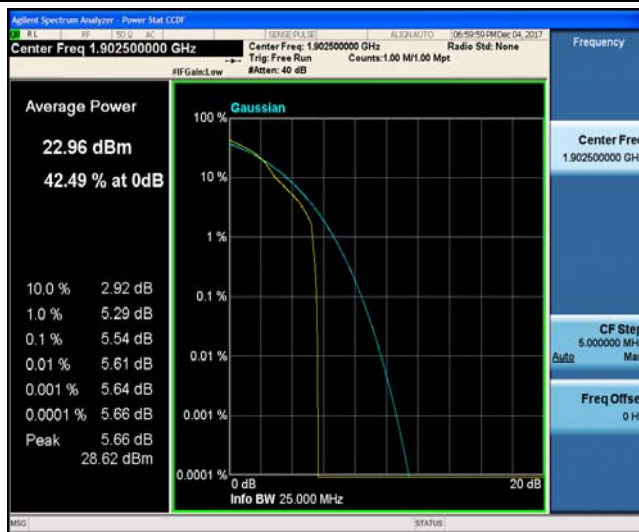 Agilent Spectrum Analyzer - Power Stat CCDF
RL RF 50 Ω AC SENSE:PULSE ALIGNAUTO 06:59:59 PM Dec 04, 2017
Center Freq 1.902500000 GHz
Center Freq: 1.902500000 GHz Radio Std: None
Trig: Free Run Counts:1.00 M/1.00 Mpt
#IFGain:Low #Atten: 40 dB
Frequency
Average Power
22.96 dBm
42.49 % at 0dB
10.0 % 2.92 dB
1.0 % 5.29 dB
0.1 % 5.54 dB
0.01 % 5.61 dB
0.001 % 5.64 dB
0.0001 % 5.66 dB
Peak 5.66 dB
28.62 dBm
Gaussian
100 %
10 %
1 %
0.1 %
0.01 %
0.001 %
0.0001 %
0 dB 20 dB
Info BW 25.000 MHz
Center Fre
1.902500000 GH
CF Step
5.000000 MH
Auto Ma
Freq Offse
0 H
MSG STATUS